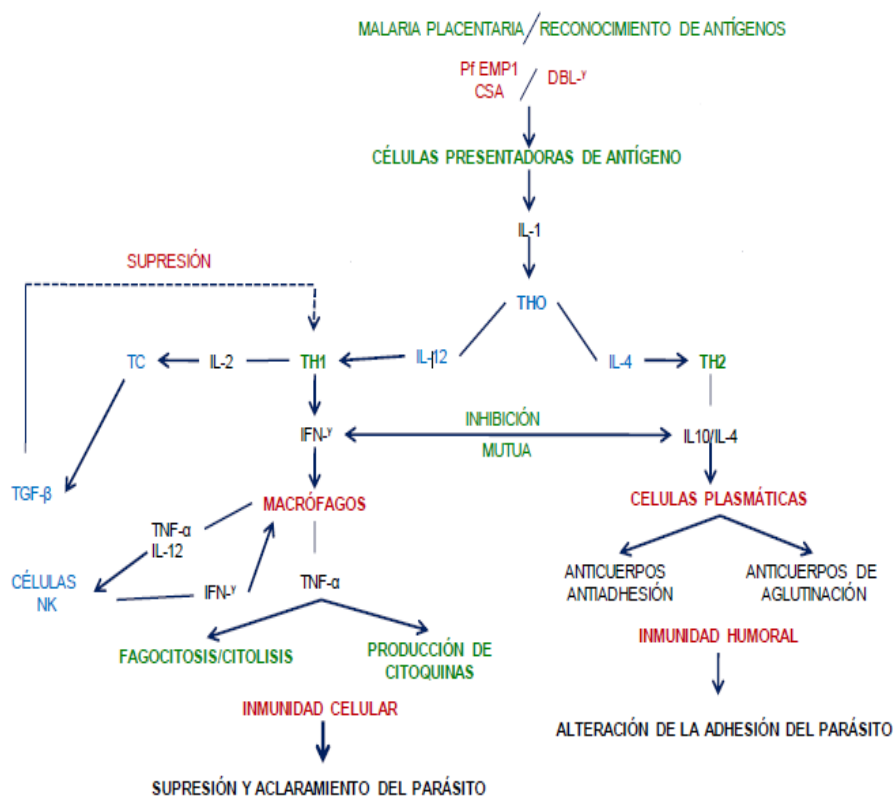 MALARIA PLACENTARIA / RECONOCIMIENTO DE ANTÍGENOS
Pf EMP1
CSA / DBL-ᵞ
CÉLULAS PRESENTADORAS DE ANTÍGENO
IL-1
SUPRESIÓN
THO
TC IL-2 TH1 IL-12 IL-4 TH2
INHIBICIÓN
MUTUA
IFN-ᵞ IL10/IL-4
TGF-β
MACRÓFAGOS
CELULAS PLASMÁTICAS
TNF-α
IL-12
CÉLULAS
NK
IFN-ᵞ
TNF-α
ANTICUERPOS
ANTIADHESIÓN
ANTICUERPOS DE
AGLUTINACIÓN
FAGOCITOSIS/CITOLISIS
PRODUCCIÓN DE
CITOQUINAS
INMUNIDAD HUMORAL
INMUNIDAD CELULAR
ALTERACIÓN DE LA ADHESIÓN DEL PARÁSITO
SUPRESIÓN Y ACLARAMIENTO DEL PARÁSITO